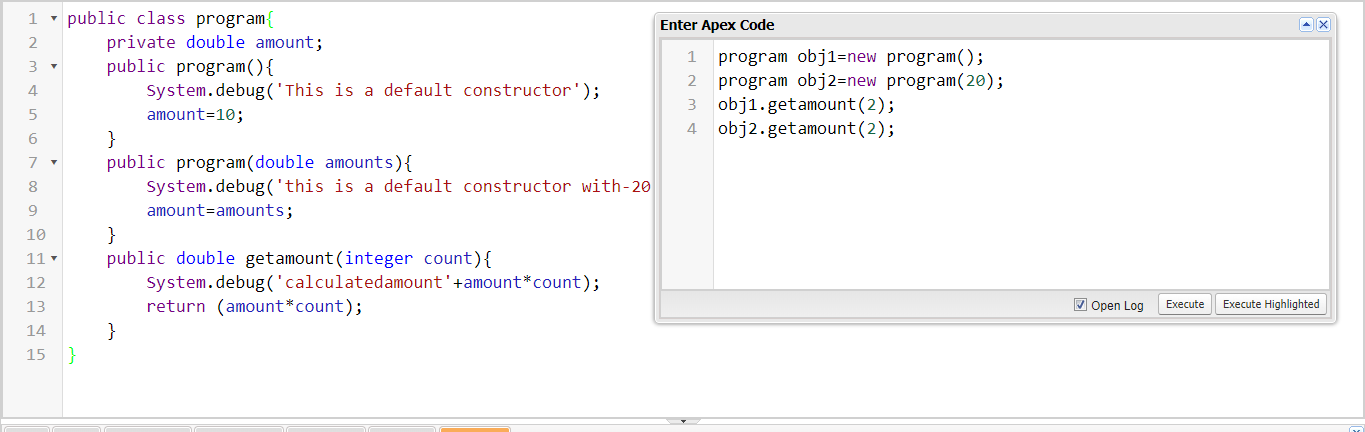 1 public class program{
2 private double amount;
3 public program(){
4 System.debug('This is a default constructor');
5 amount=10;
6 }
7 public program(double amounts){
8 System.debug('this is a default constructor with-20
9 amount=amounts;
10 }
11 public double getamount(integer count){
12 System.debug('calculatedamount'+amount*count);
13 return (amount*count);
14 }
15 }
Enter Apex Code
1 program obj1=new program();
2 program obj2=new program(20);
3 obj1.getamount(2);
4 obj2.getamount(2);
Open Log Execute Execute Highlighted